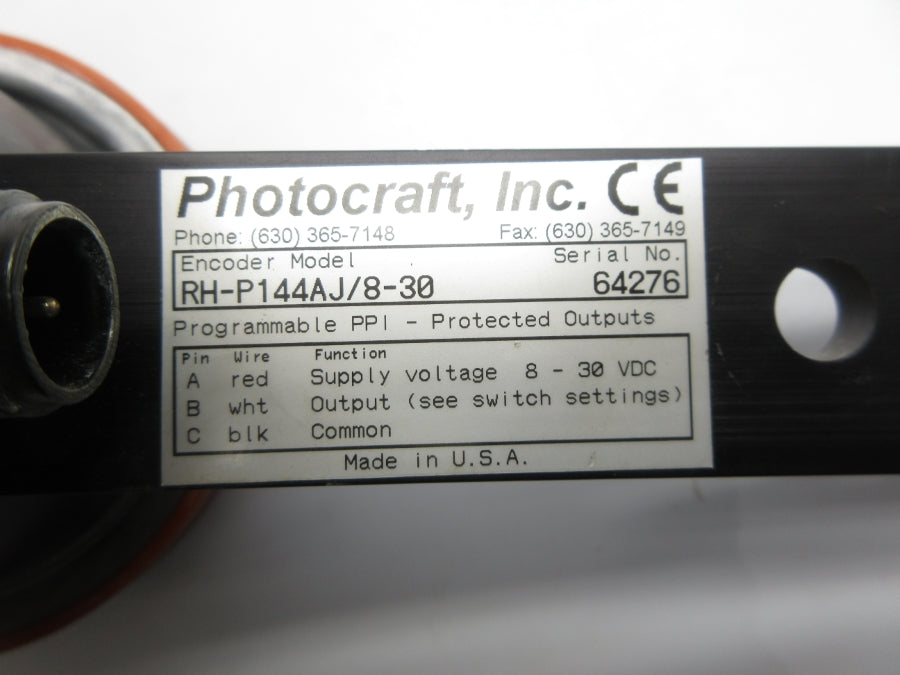 Photocraft, Inc. CE
Phone: (630) 365-7148 Fax: (630) 365-7149
Encoder Model Serial No.
RH-P144AJ/8-30 64276
Programmable PPI - Protected Outputs
Pin Wire Function
A red Supply voltage 8 - 30 VDC
B wht Output (see switch settings)
C blk Common
Made in U.S.A.